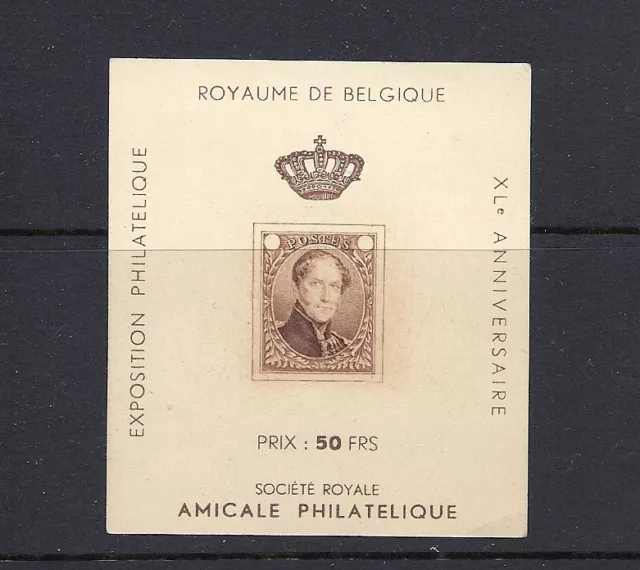 ROYAUME DE BELGIQUE
EXPOSITION PHILATELIQUE
XLe ANNIVERSAIRE
POSTES
PRIX : 50 FRS
SOCIÉTÉ ROYALE
AMICALE PHILATELIQUE